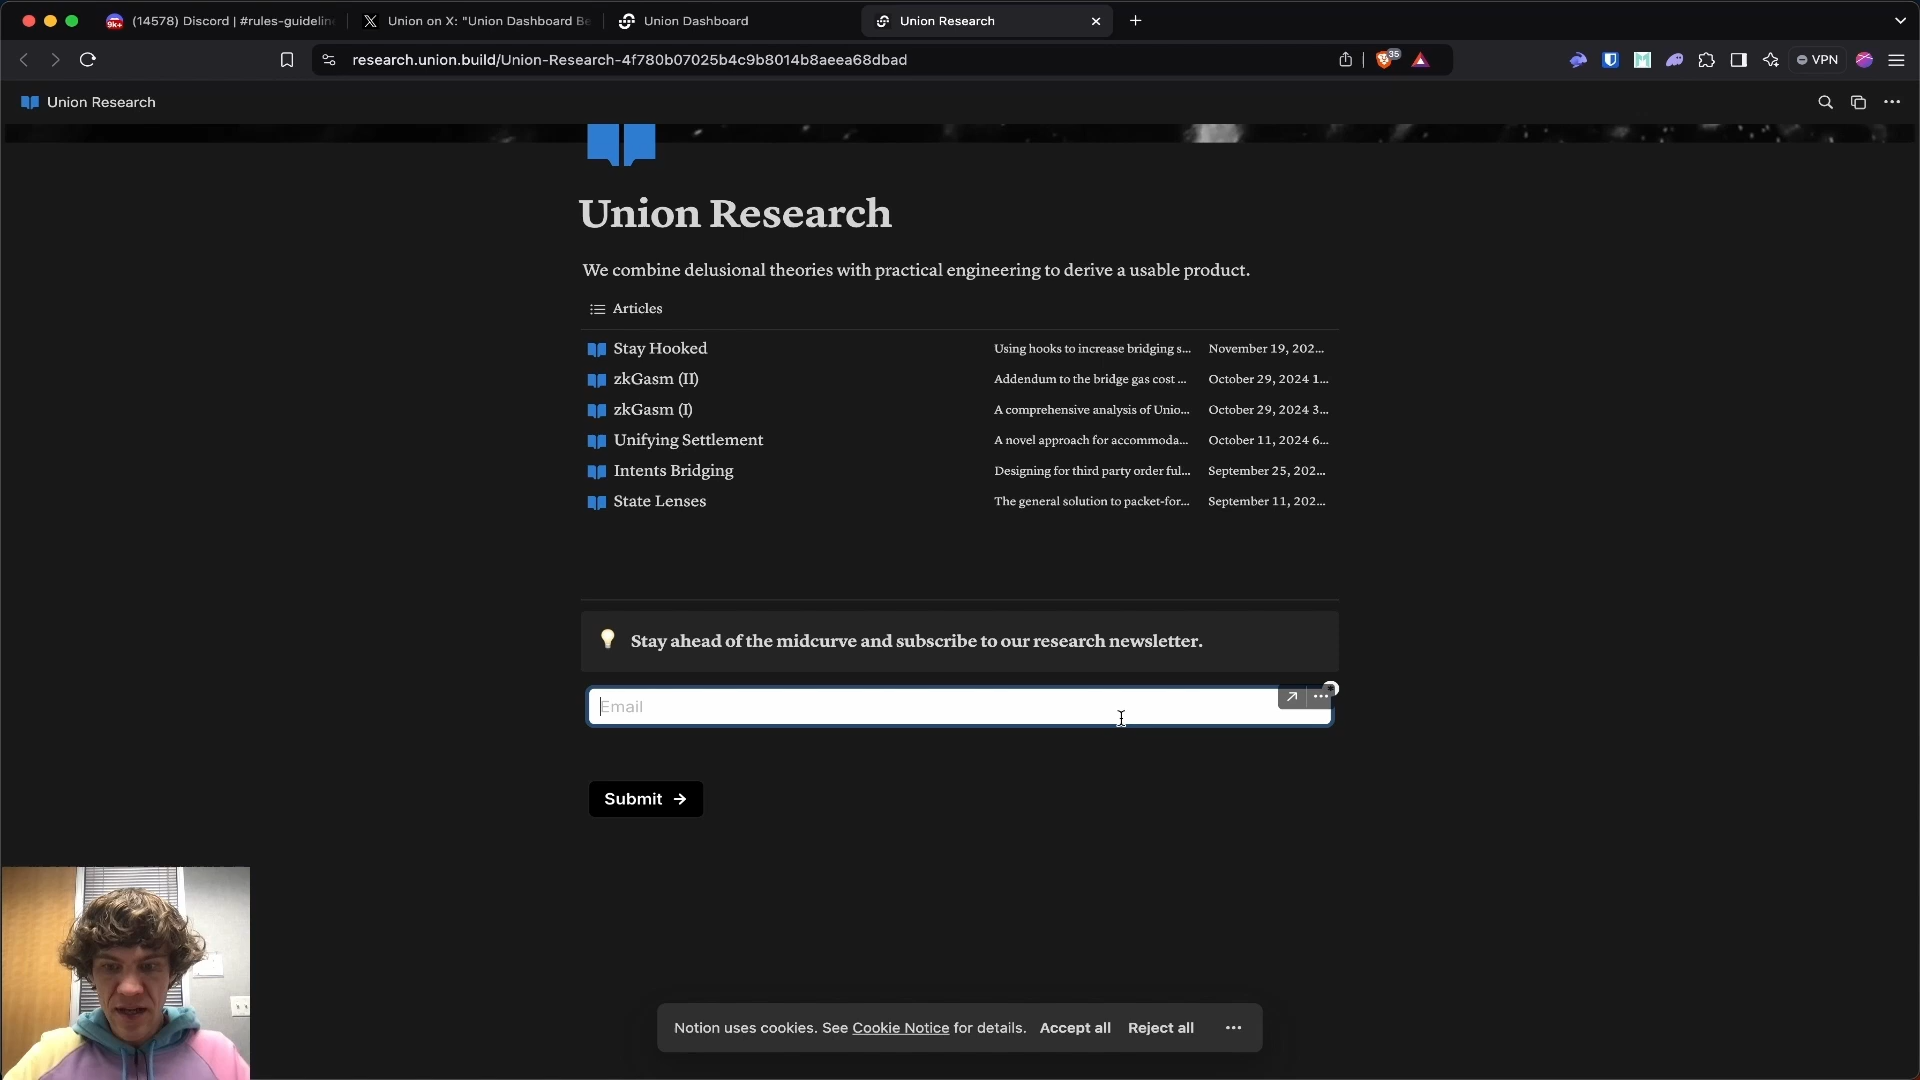 9k+ (14578) Discord | #rules-guidelin
Union on X: "Union Dashboard Be
Union Dashboard
Union Research
research.union.build/Union-Research-4f780b07025b4c9b8014b8aeea68dbad
35
VPN
Union Research
Union Research
We combine delusional theories with practical engineering to derive a usable product.
Articles
Stay Hooked Using hooks to increase bridging s... November 19, 202...
zkGasm (II) Addendum to the bridge gas cost ... October 29, 2024 1...
zkGasm (I) A comprehensive analysis of Unio... October 29, 2024 3...
Unifying Settlement A novel approach for accommoda... October 11, 2024 6...
Intents Bridging Designing for third party order ful... September 25, 202...
State Lenses The general solution to packet-for... September 11, 202...
Stay ahead of the midcurve and subscribe to our research newsletter.
Email
Submit →
Notion uses cookies. See Cookie Notice for details. Accept all Reject all